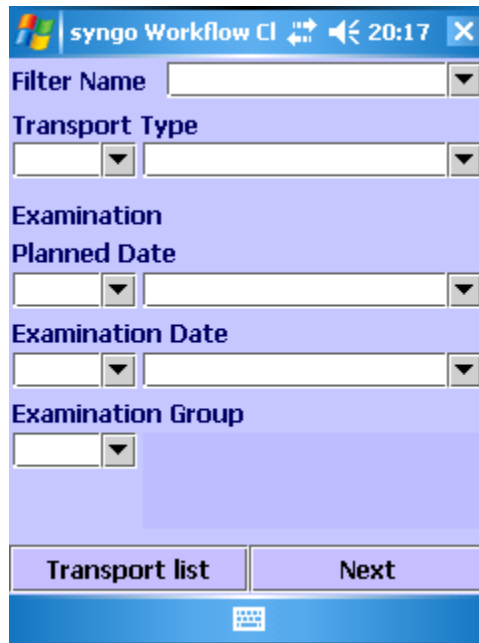 syngo Workflow Cl 20:17
Filter Name
Transport Type
Examination
Planned Date
Examination Date
Examination Group
Transport list Next